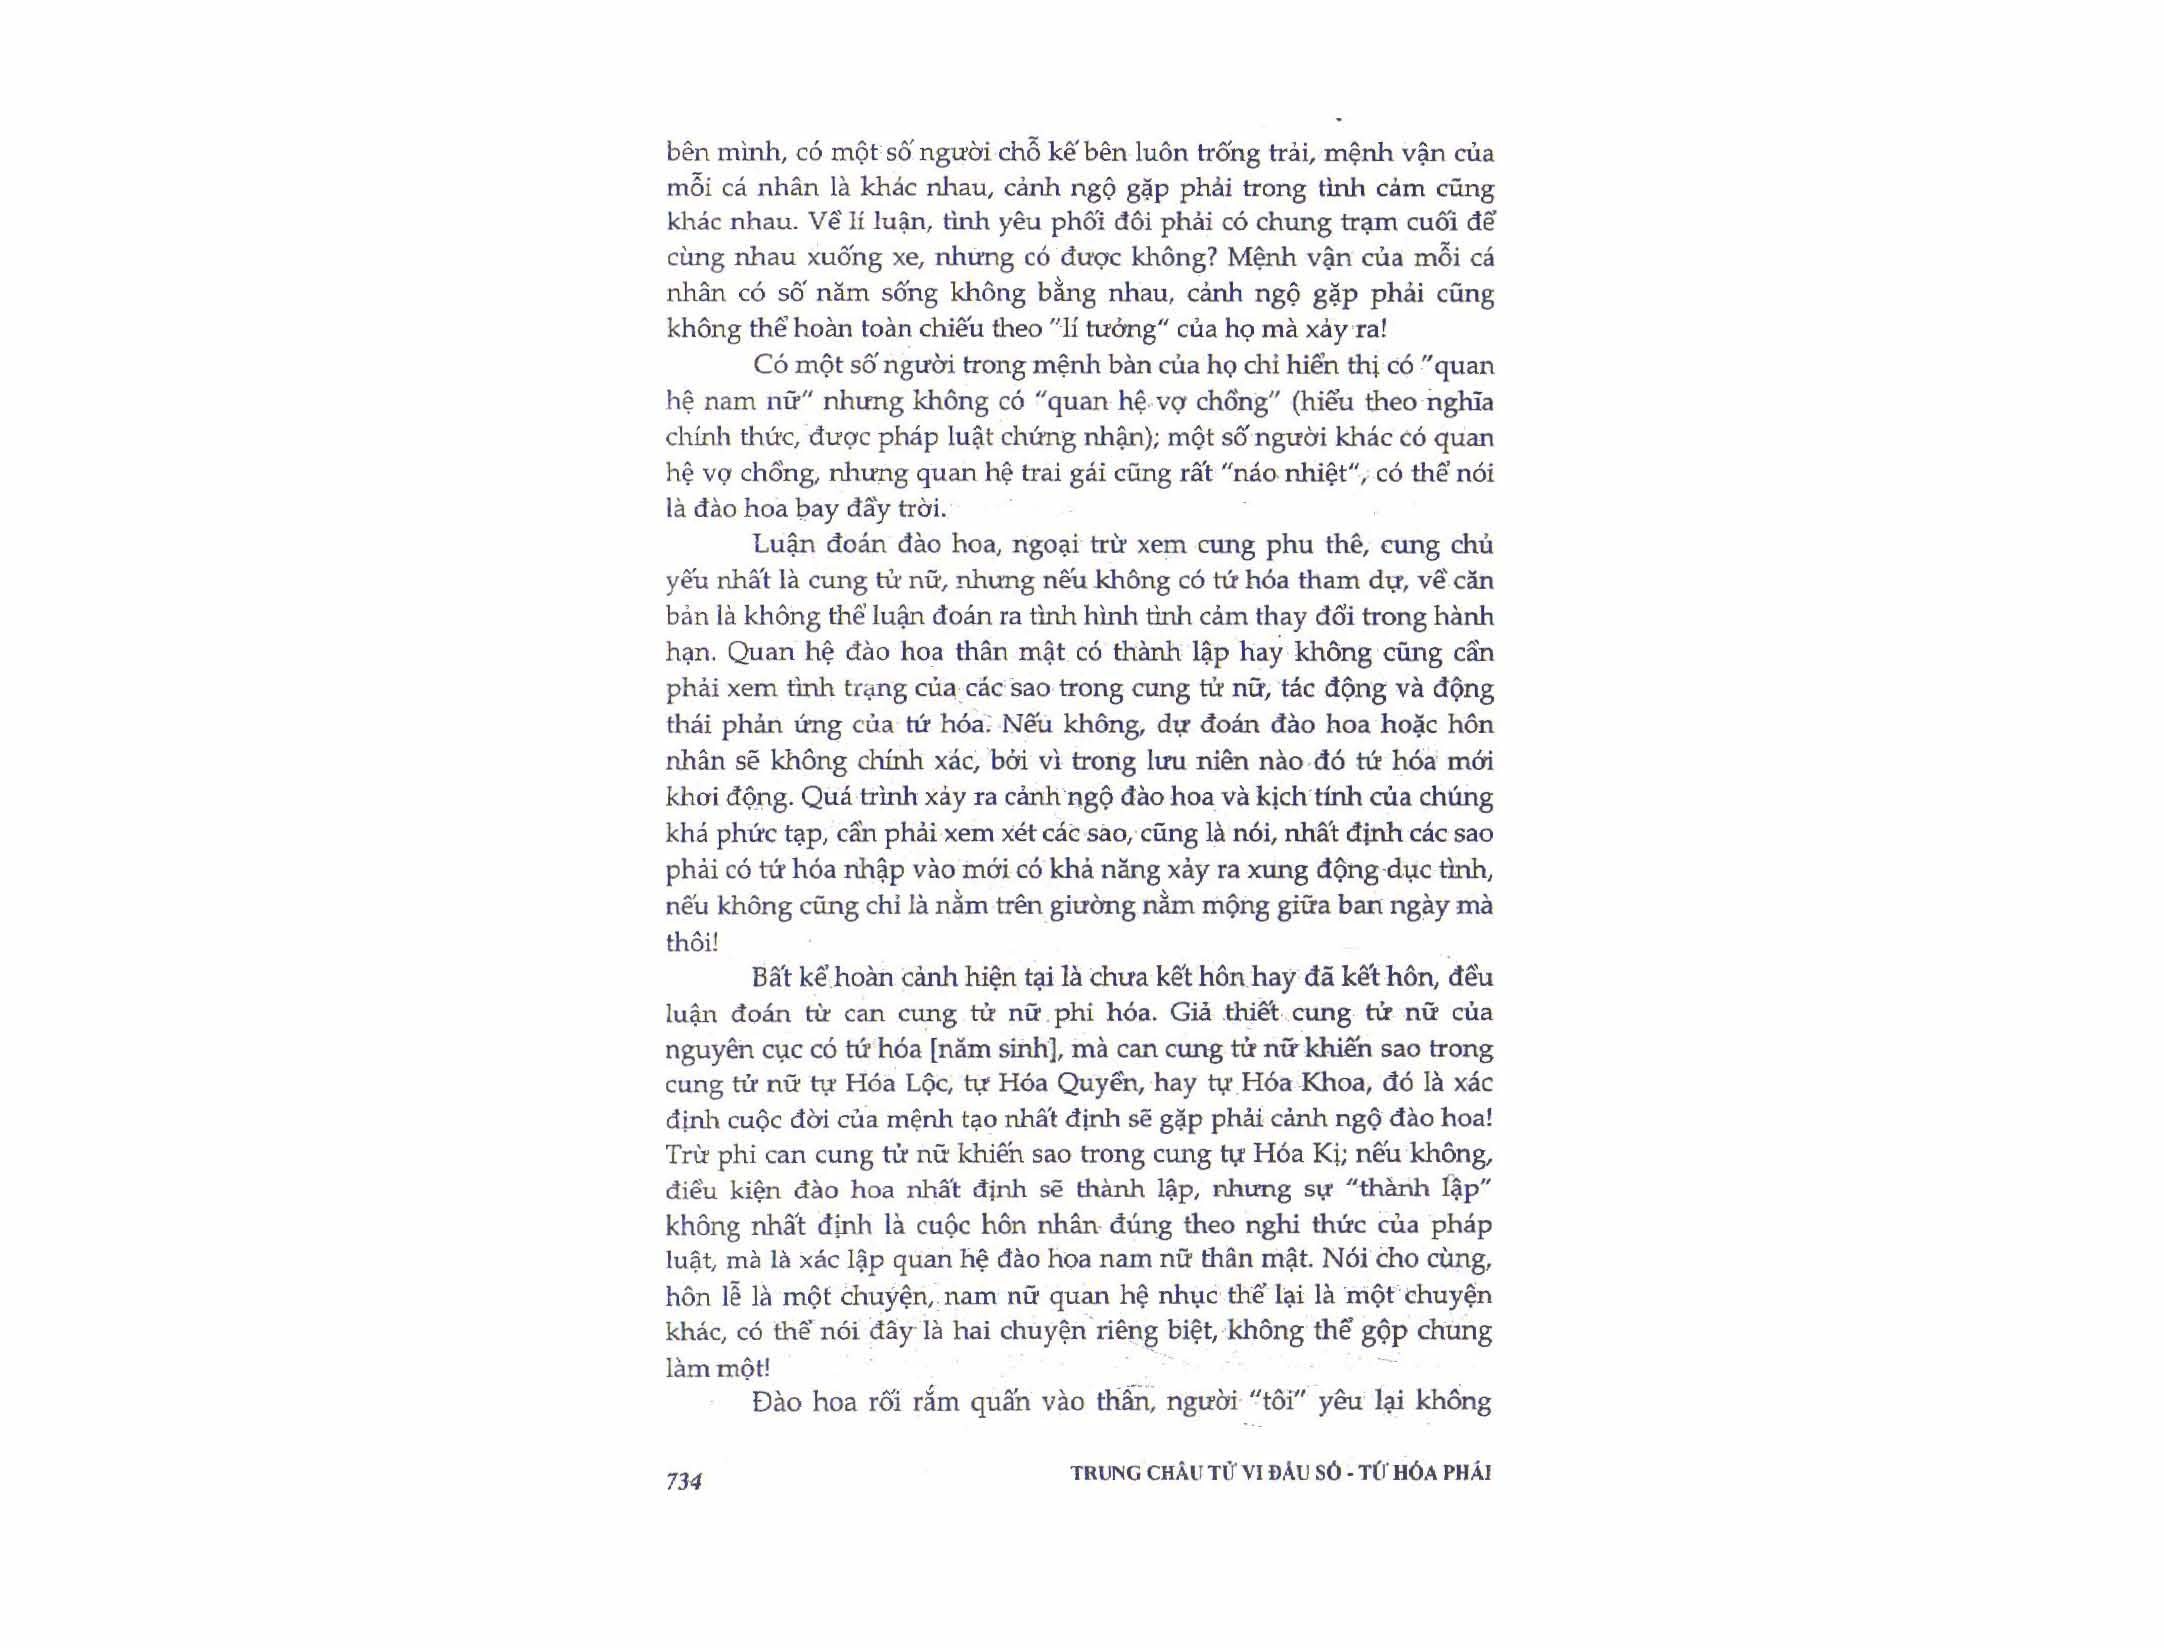 bên mình, có một số người chỗ kế bên luôn trống trải, mệnh vận của
mỗi cá nhân là khác nhau, cảnh ngộ gặp phải trong tình cảm cũng
khác nhau. Về lí luận, tình yêu phối đôi phải có chung trạm cuối để
cùng nhau xuống xe, nhưng có được không? Mệnh vận của mỗi cá
nhân có số năm sống không bằng nhau, cảnh ngộ gặp phải cũng
không thể hoàn toàn chiếu theo "lí tưởng" của họ mà xảy ra!
Có một số người trong mệnh bàn của họ chỉ hiển thị có "quan
hệ nam nữ" nhưng không có "quan hệ vợ chồng" (hiểu theo nghĩa
chính thức, được pháp luật chứng nhận); một số người khác có quan
hệ vợ chồng, nhưng quan hệ trai gái cũng rất "náo nhiệt", có thể nói
là đào hoa bay đầy trời.
Luận đoán đào hoa, ngoại trừ xem cung phu thê, cung chủ
yếu nhất là cung tử nữ, nhưng nếu không có tứ hóa tham dự, về căn
bản là không thể luận đoán ra tình hình tình cảm thay đổi trong hành
hạn. Quan hệ đào hoa thân mật có thành lập hay không cũng cần
phải xem tình trạng của các sao trong cung tử nữ, tác động và động
thái phản ứng của tứ hóa. Nếu không, dự đoán đào hoa hoặc hôn
nhân sẽ không chính xác, bởi vì trong lưu niên nào đó tứ hóa mới
khơi động. Quá trình xảy ra cảnh ngộ đào hoa và kịch tính của chúng
khá phức tạp, cần phải xem xét các sao, cũng là nói, nhất định các sao
phải có tứ hóa nhập vào mới có khả năng xảy ra xung động dục tình,
nếu không cũng chỉ là nằm trên giường nằm mộng giữa ban ngày mà
thôi!
Bất kể hoàn cảnh hiện tại là chưa kết hôn hay đã kết hôn, đều
luận đoán từ can cung tử nữ phi hóa. Giả thiết cung tử nữ của
nguyên cục có tứ hóa [năm sinh], mà can cung tử nữ khiến sao trong
cung tử nữ tự Hóa Lộc, tự Hóa Quyền, hay tự Hóa Khoa, đó là xác
định cuộc đời của mệnh tạo nhất định sẽ gặp phải cảnh ngộ đào hoa!
Trừ phi can cung tử nữ khiến sao trong cung tự Hóa Kị; nếu không,
điều kiện đào hoa nhất định sẽ thành lập, nhưng sự "thành lập"
không nhất định là cuộc hôn nhân đúng theo nghi thức của pháp
luật, mà là xác lập quan hệ đào hoa nam nữ thân mật. Nói cho cùng,
hôn lễ là một chuyện, nam nữ quan hệ nhục thể lại là một chuyện
khác, có thể nói đây là hai chuyện riêng biệt, không thể gộp chung
làm một!
Đào hoa rối rắm quấn vào thân, người "tôi" yêu lại không
734
TRUNG CHÂU TỬ VI ĐẨU SỐ - TỨ HÓA PHÁI